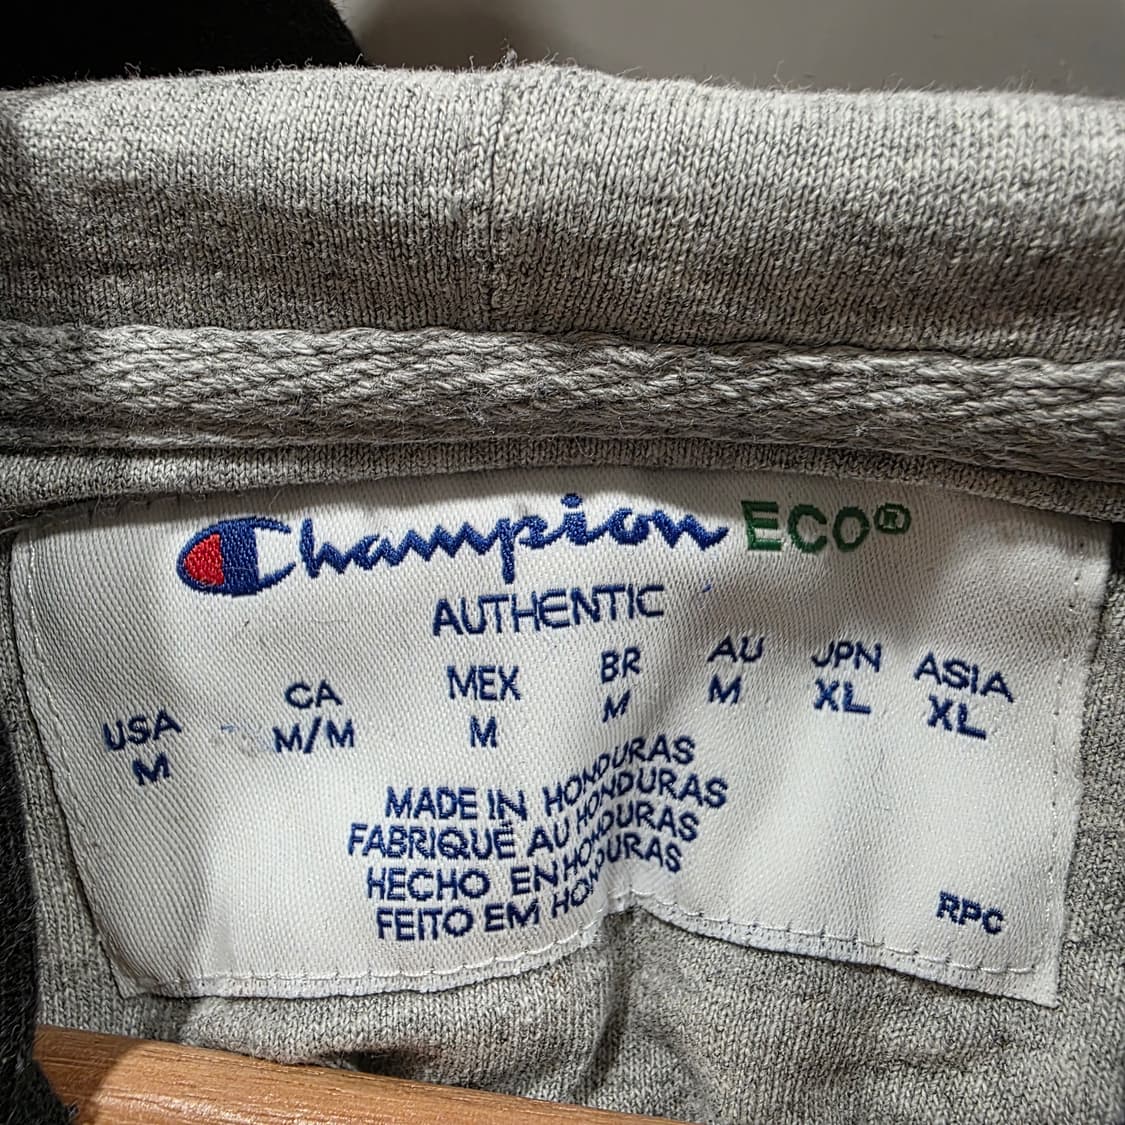 Champion ECO®
AUTHENTIC
USA CA MEX BR AU JPN ASIA
M M/M M M M XL XL
MADE IN HONDURAS
FABRIQUÉ AU HONDURAS
HECHO EN HONDURAS
FEITO EM HONDURAS
RPC